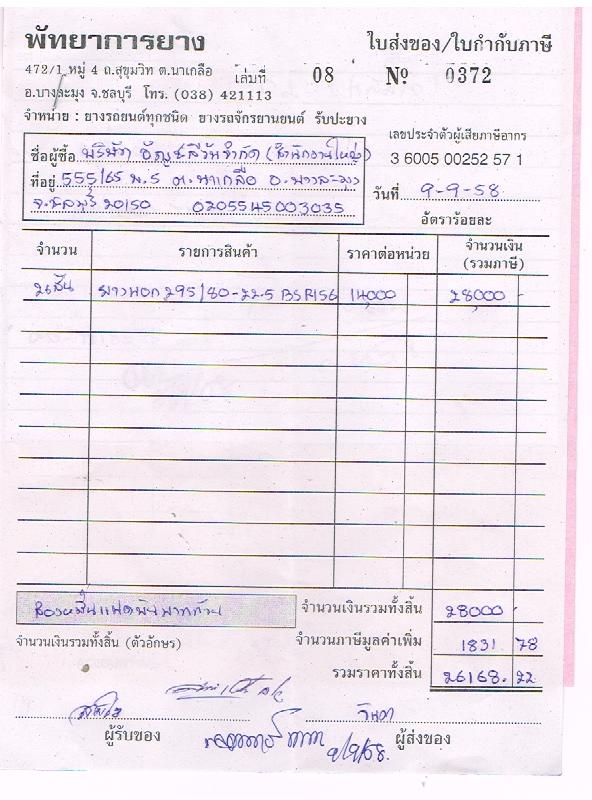 พัทยาการยาง
ใบส่งของ/ใบกำกับภาษี
472/1 หมู่ 4 ถ.สุขุมวิท ต.นาเกลือ
เล่มที่ 08 № 0372
อ.บางละมุง จ.ชลบุรี โทร. (038) 421113
จำหน่าย : ยางรถยนต์ทุกชนิด ยางรถจักรยานยนต์ รับปะยาง
เลขประจำตัวผู้เสียภาษีอากร
3 6005 00252 57 1
ชื่อผู้ซื้อ บริษัท ธัญชลีวัน จำกัด (สำนักงานใหญ่)
ที่อยู่ 555/65 ม.5 ต.นาเกลือ อ.บางละมุง
จ.ชลบุรี 20150 0205545003035
วันที่ 9-9-58
อัตราร้อยละ
จำนวน รายการสินค้า ราคาต่อหน่วย จำนวนเงิน
(รวมภาษี)
2เส้น ยางนอก 295/80-22.5 BS R156 14,000 28,000 -
สองหมื่นแปดพันบาทถ้วน
จำนวนเงินรวมทั้งสิ้น 28000 -
จำนวนเงินรวมทั้งสิ้น (ตัวอักษร)
จำนวนภาษีมูลค่าเพิ่ม 1831 78
รวมราคาทั้งสิ้น 26168. 22
ผู้รับของ
9/9/58.
ผู้ส่งของ